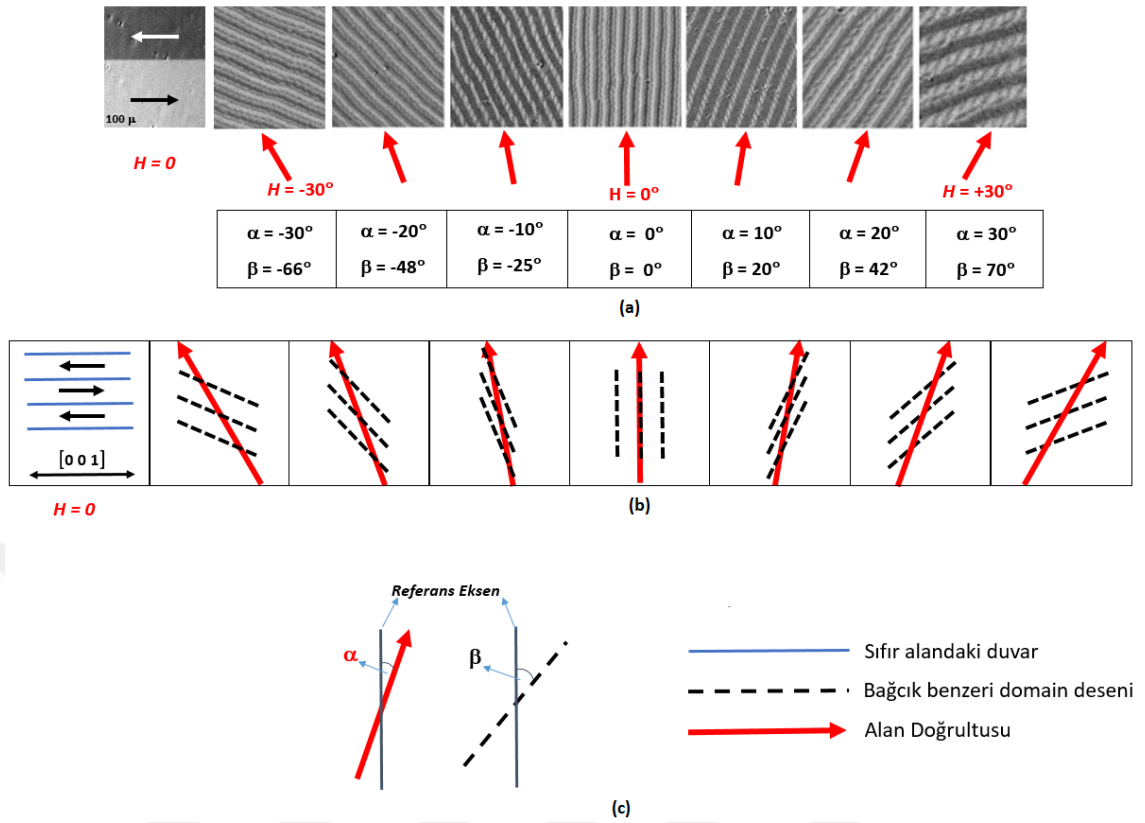 100 µ
H = 0
H = -30°
H = 0°
H = +30°
α = -30° α = -20° α = -10° α = 0° α = 10° α = 20° α = 30°
β = -66° β = -48° β = -25° β = 0° β = 20° β = 42° β = 70°
(a)
[0 0 1]
H = 0
(b)
Referans Eksen
α
β
Sıfır alandaki duvar
Bağcık benzeri domain deseni
Alan Doğrultusu
(c)